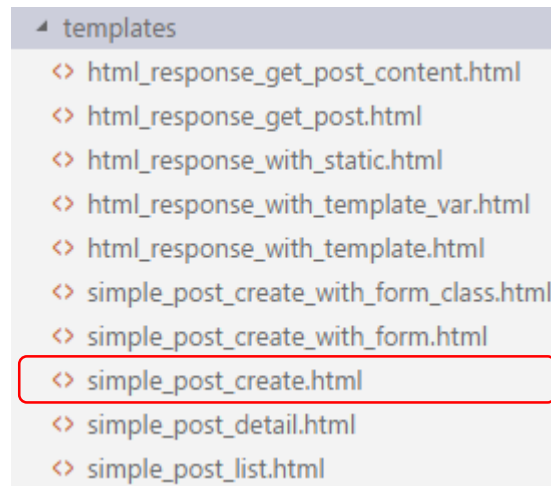 templates
<> html_response_get_post_content.html
<> html_response_get_post.html
<> html_response_with_static.html
<> html_response_with_template_var.html
<> html_response_with_template.html
<> simple_post_create_with_form_class.html
<> simple_post_create_with_form.html
<> simple_post_create.html
<> simple_post_detail.html
<> simple_post_list.html